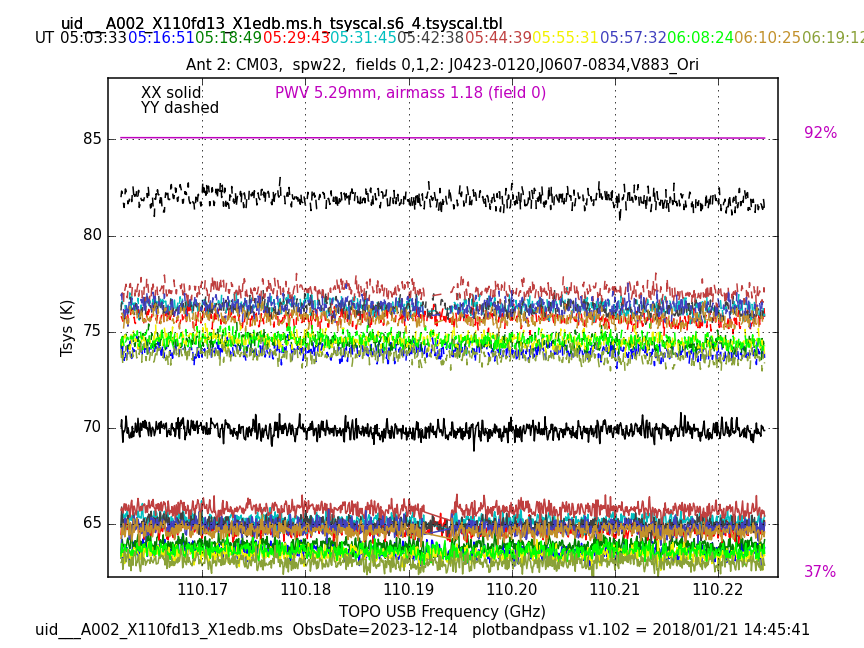 uid___A002_X110fd13_X1edb.ms.h_tsyscal.s6_4.tsyscal.tbl
UT 05:03:33 05:16:51 05:18:49 05:29:43 05:31:45 05:42:38 05:44:39 05:55:31 05:57:32 06:08:24 06:10:25 06:19:12
Ant 2: CM03,  spw22,  fields 0,1,2: J0423-0120,J0607-0834,V883_Ori
XX solid PWV 5.29mm, airmass 1.18 (field 0)
YY dashed
92%
85
80
75
70
65
Tsys (K)
37%
110.17 110.18 110.19 110.20 110.21 110.22
TOPO USB Frequency (GHz)
uid___A002_X110fd13_X1edb.ms  ObsDate=2023-12-14   plotbandpass v1.102 = 2018/01/21 14:45:41